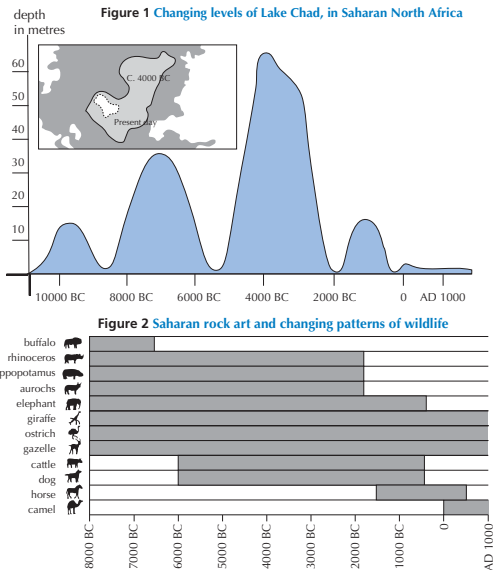 Figure 1 Changing levels of Lake Chad, in Saharan North Africa
depth
in metres
60
50
40
30
20
10
C. 4000 BC
Present day
10000 BC 8000 BC 6000 BC 4000 BC 2000 BC 0 AD 1000
Figure 2 Saharan rock art and changing patterns of wildlife
buffalo
rhinoceros
ppopotamus
aurochs
elephant
giraffe
ostrich
gazelle
cattle
dog
horse
camel
8000 BC
7000 BC
6000 BC
5000 BC
4000 BC
3000 BC
2000 BC
1000 BC
0
AD 1000